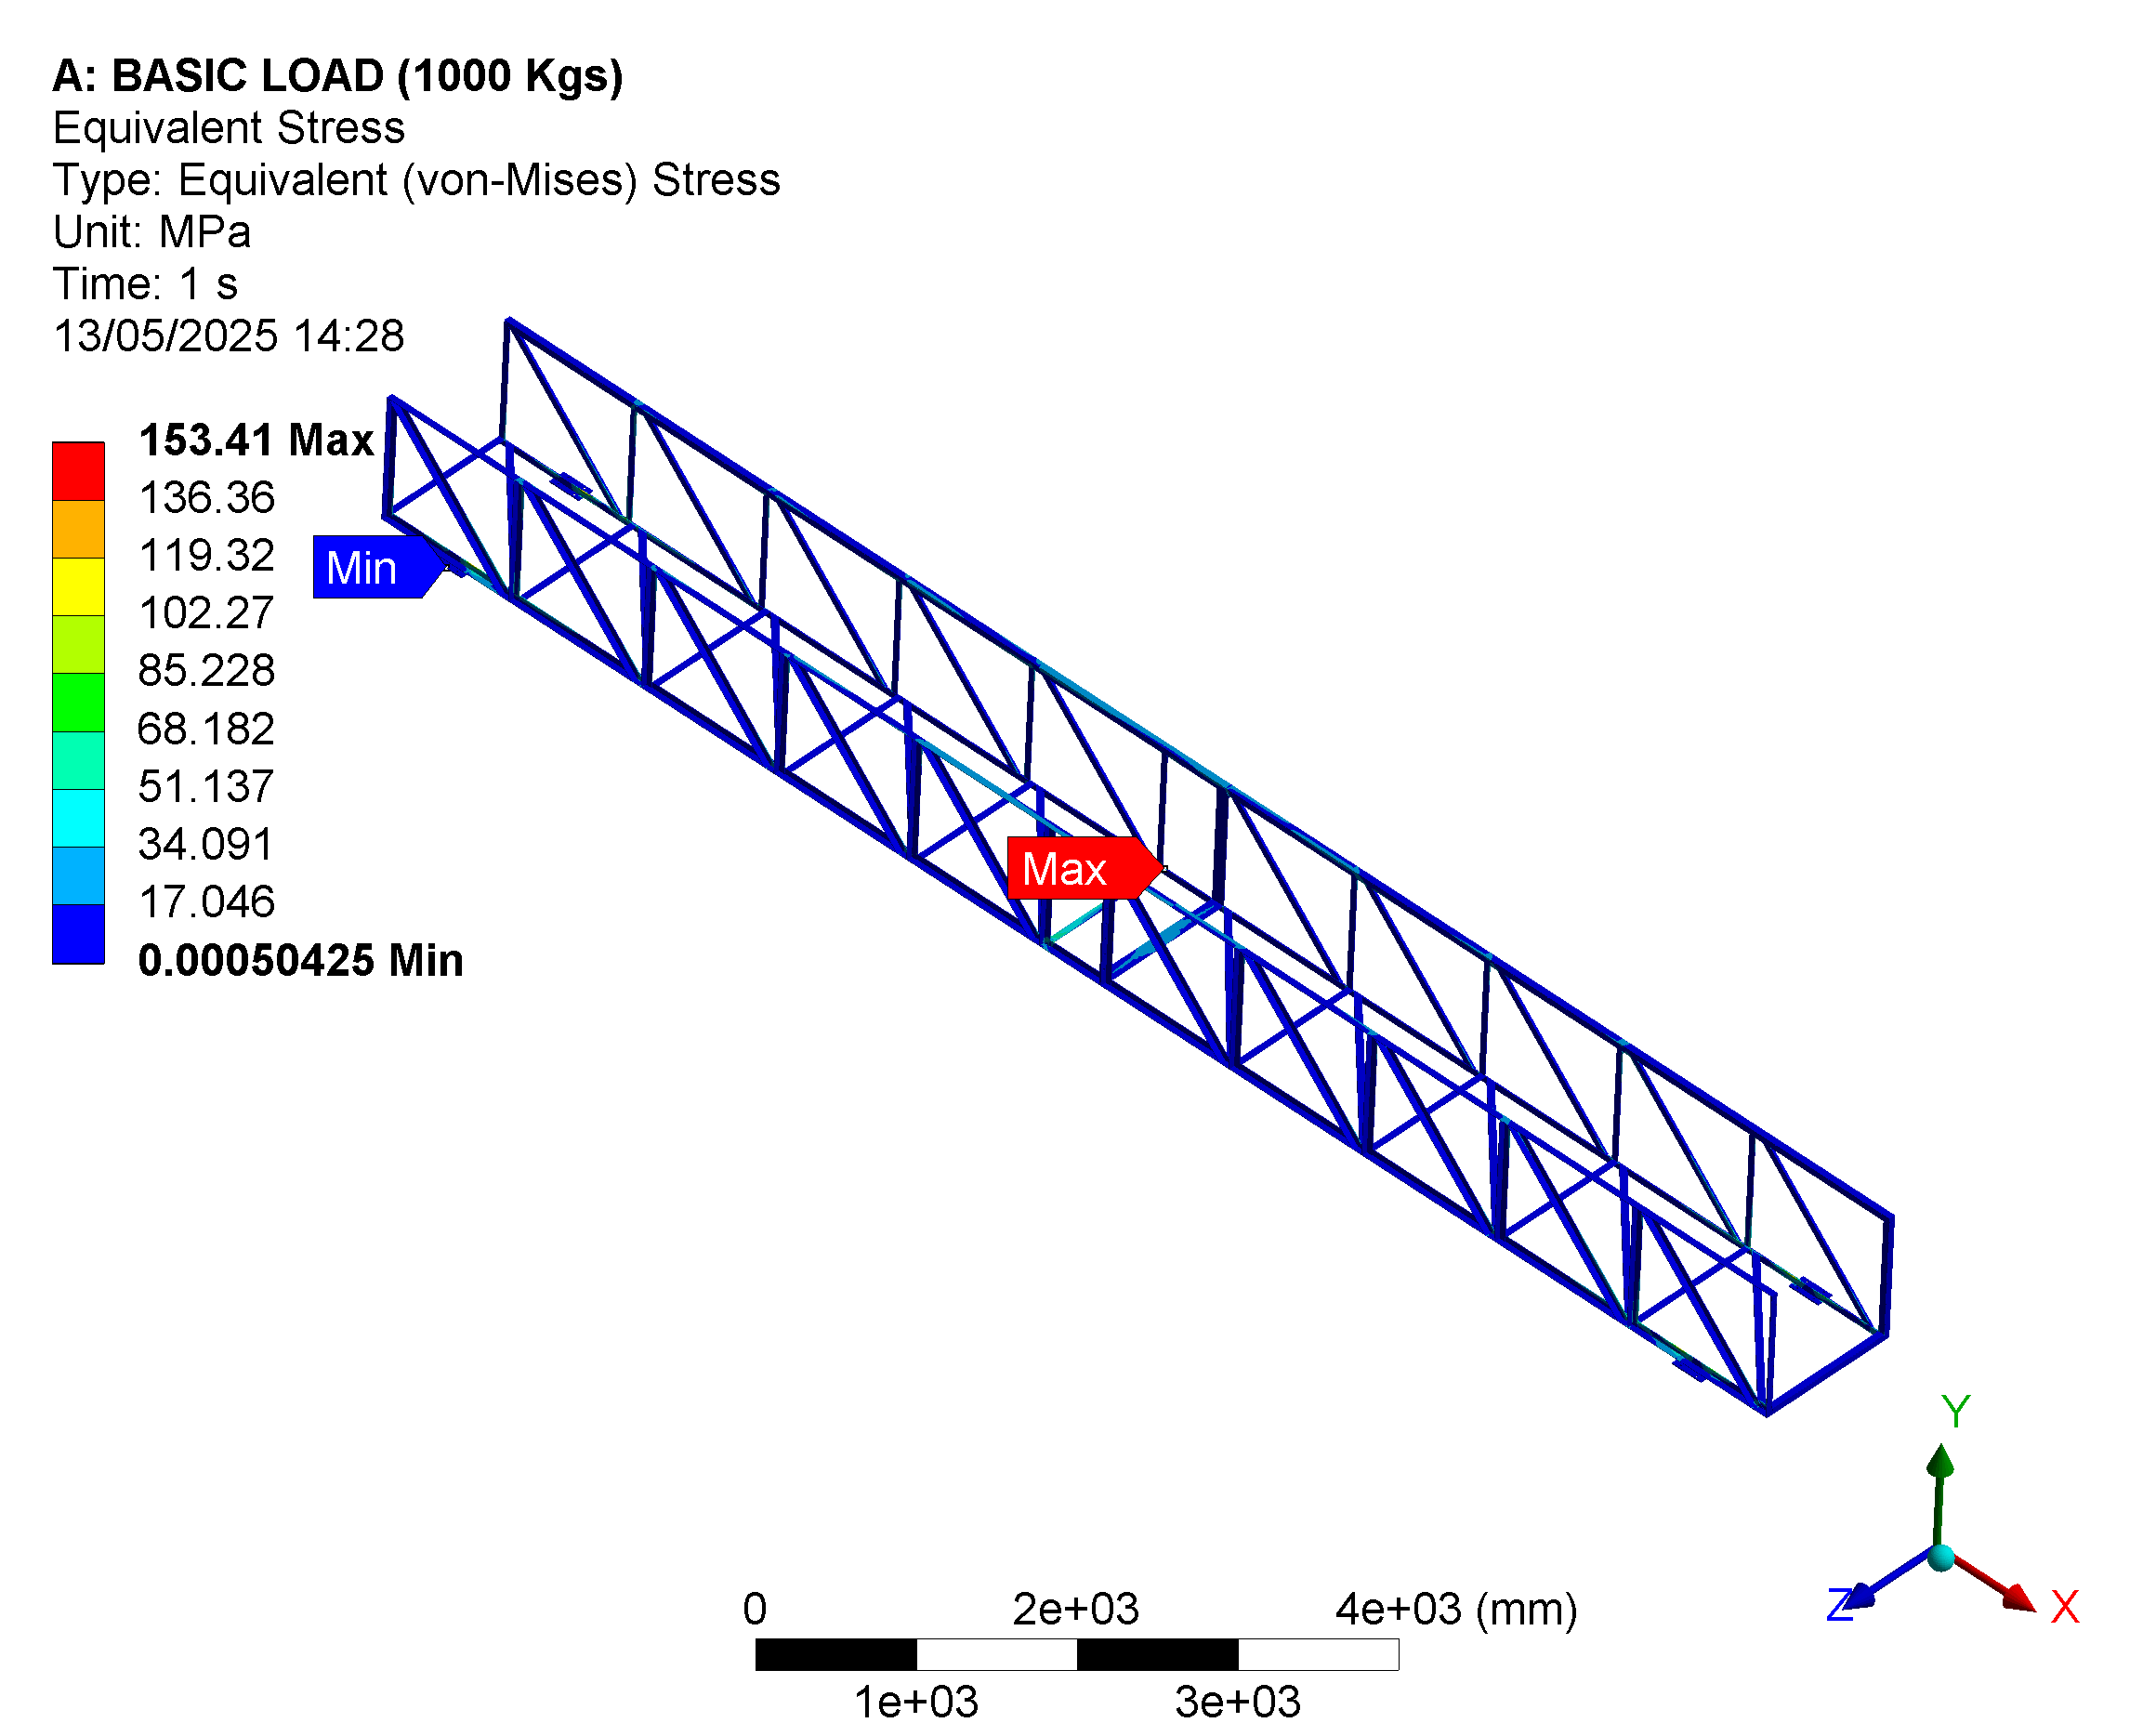 A: BASIC LOAD (1000 Kgs)
Equivalent Stress
Type: Equivalent (von-Mises) Stress
Unit: MPa
Time: 1 s
13/05/2025 14:28
153.41 Max
136.36
119.32
102.27
85.228
68.182
51.137
34.091
17.046
0.00050425 Min
Min
Max
Y
Z
X
0 2e+03 4e+03 (mm)
1e+03 3e+03